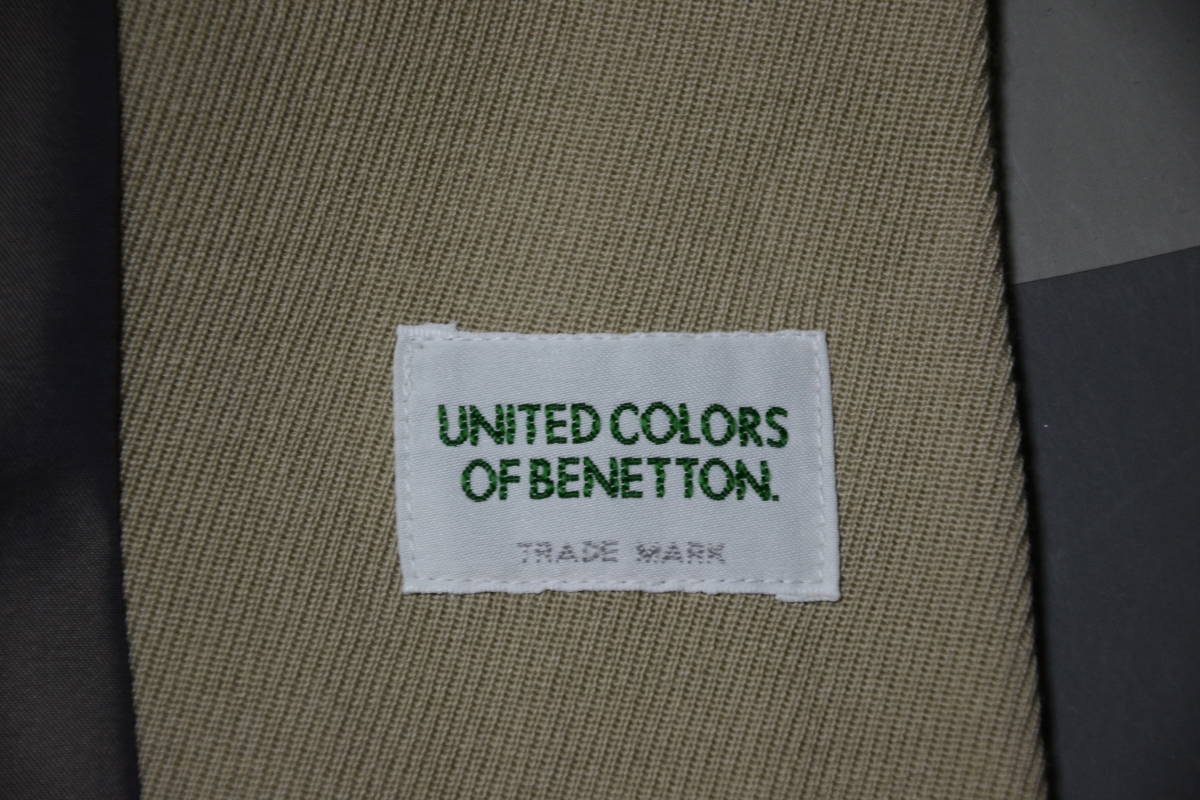 UNITED COLORS
OF BENETTON.
TRADE MARK